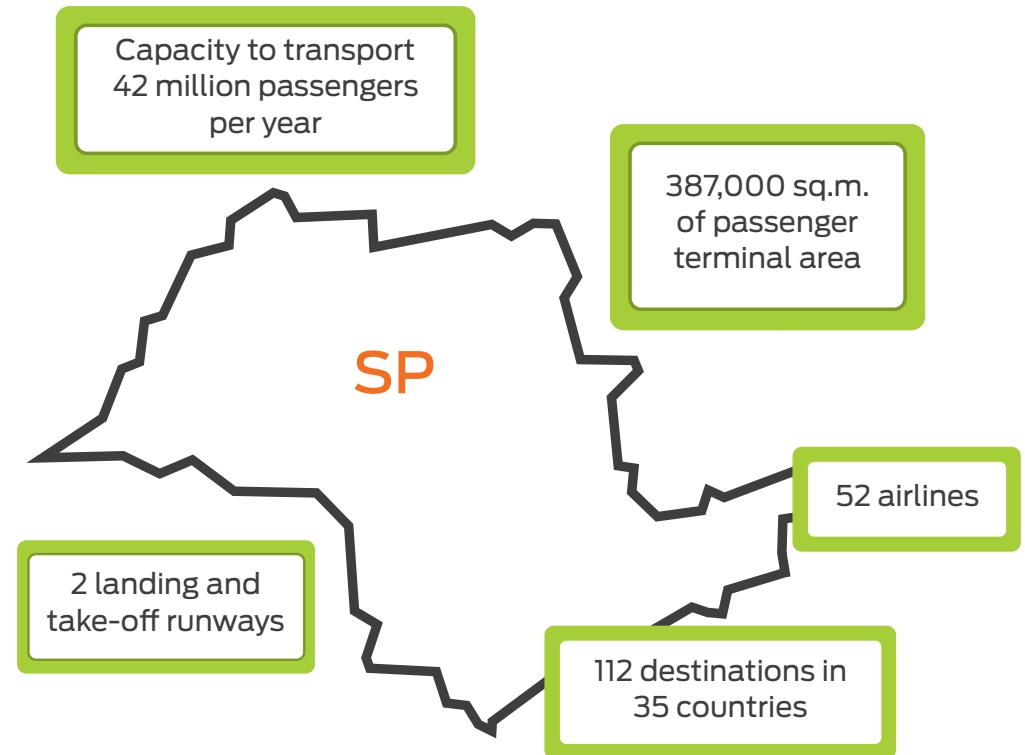 Capacity to transport
42 million passengers
per year
387,000 sq.m.
of passenger
terminal area
SP
52 airlines
2 landing and
take-off runways
112 destinations in
35 countries